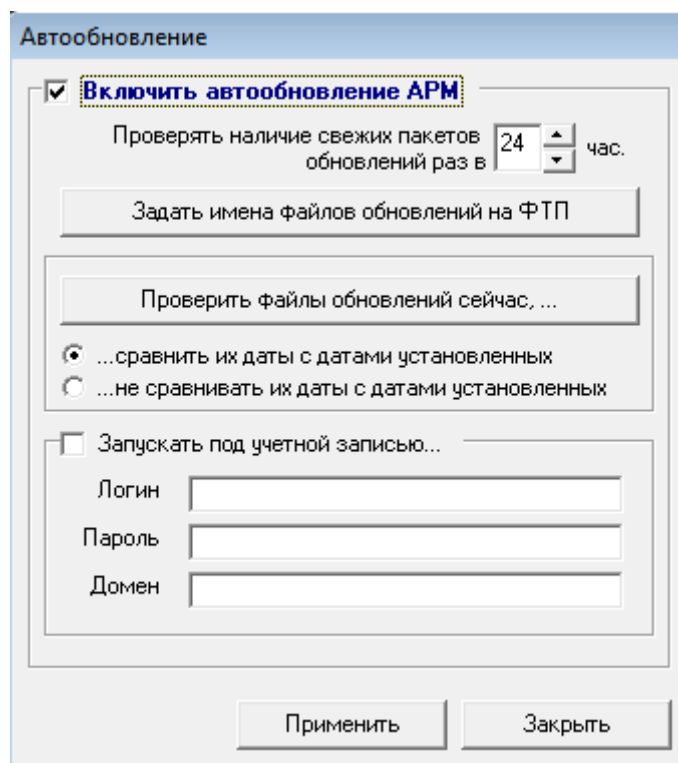 Автообновление
Включить автообновление АРМ
Проверять наличие свежих пакетов
обновлений раз в 24 час.
Задать имена файлов обновлений на ФТП
Проверить файлы обновлений сейчас, ...
...сравнить их даты с датами установленных
...не сравнивать их даты с датами установленных
Запускать под учетной записью...
Логин
Пароль
Домен
Применить Закрыть